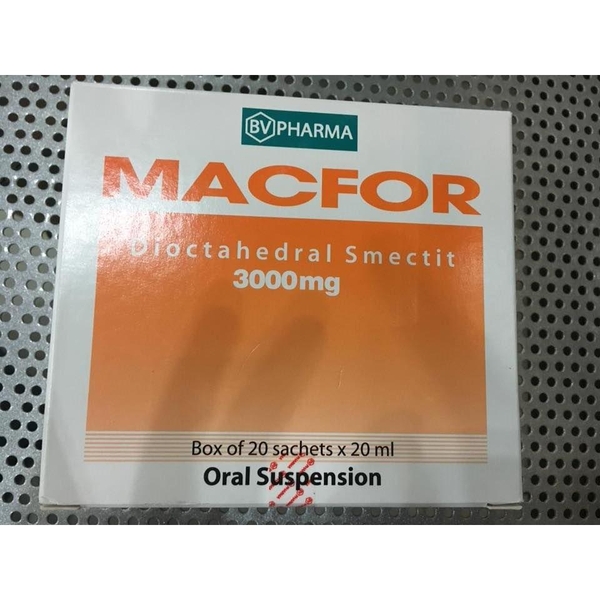 BV PHARMA
MACFOR
Dioctahedral Smectit
3000mg
Box of 20 sachets x 20 ml
Oral Suspension